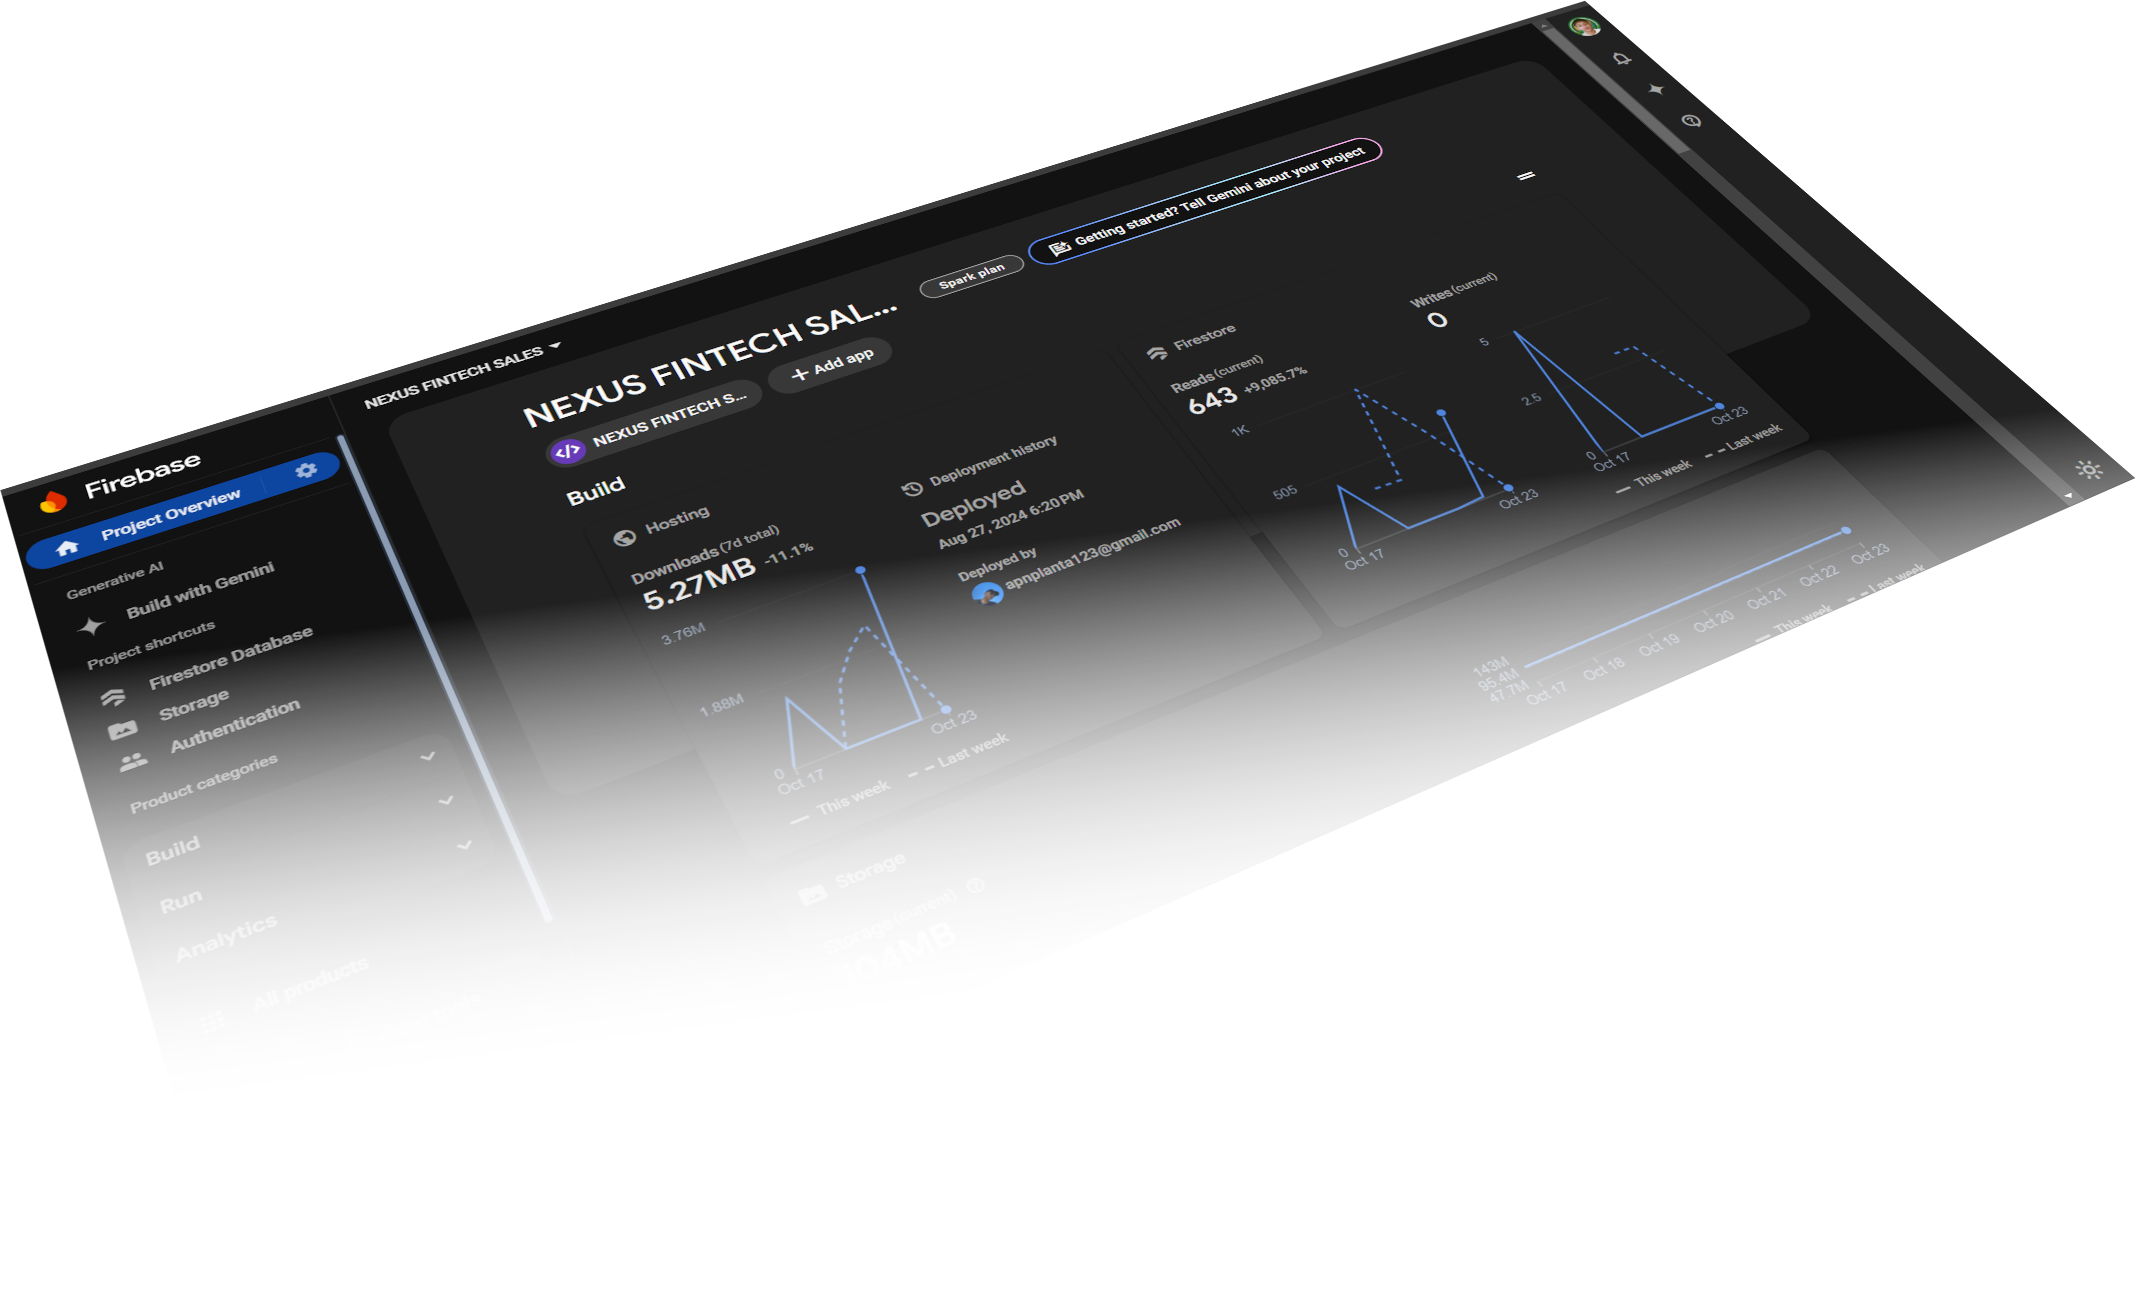 Firebase
Project Overview
Generative AI
Build with Gemini
Project shortcuts
Firestore Database
Storage
Authentication
Product categories
Build
Run
Analytics
All products
NEXUS FINTECH SALES
NEXUS FINTECH SAL...
Spark plan
Getting started? Tell Gemini about your project
NEXUS FINTECH S...
Add app
Build
Hosting
Downloads (7d total)
5.27MB -11.1%
3.76M
1.88M
0
Oct 17
Oct 23
This week
Last week
Deployment history
Deployed
Aug 27, 2024 6:20 PM
Deployed by
apnplanta123@gmail.com
Firestore
Reads (current)
643 +9,085.7%
1K
505
0
Oct 17
Oct 23
Writes (current)
0
5
2.5
0
Oct 17
Oct 23
This week
Last week
Storage
Storage (current)
143M
95.4M
47.7M
Oct 17
Oct 18
Oct 19
Oct 20
Oct 21
Oct 22
Oct 23
This week
Last week